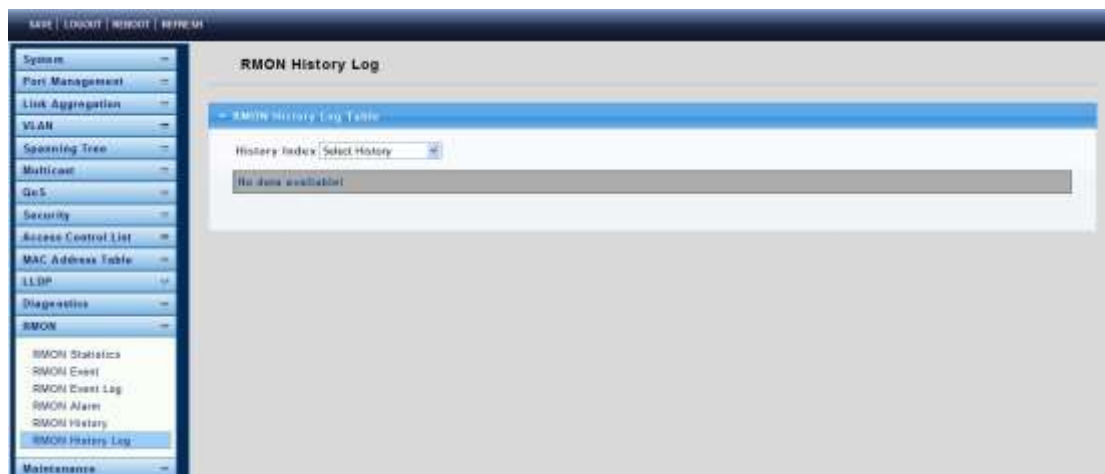 SAVE | LOGOUT | REBOOT | REFRESH
System
Port Management
Link Aggregation
VLAN
Spanning Tree
Multicast
QoS
Security
Access Control List
MAC Address Table
LLDP
Diagnostics
RMON
RMON Statistics
RMON Event
RMON Event Log
RMON Alarm
RMON History
RMON History Log
Maintenance
RMON History Log
RMON History Log Table
History Index Select History
No data available!